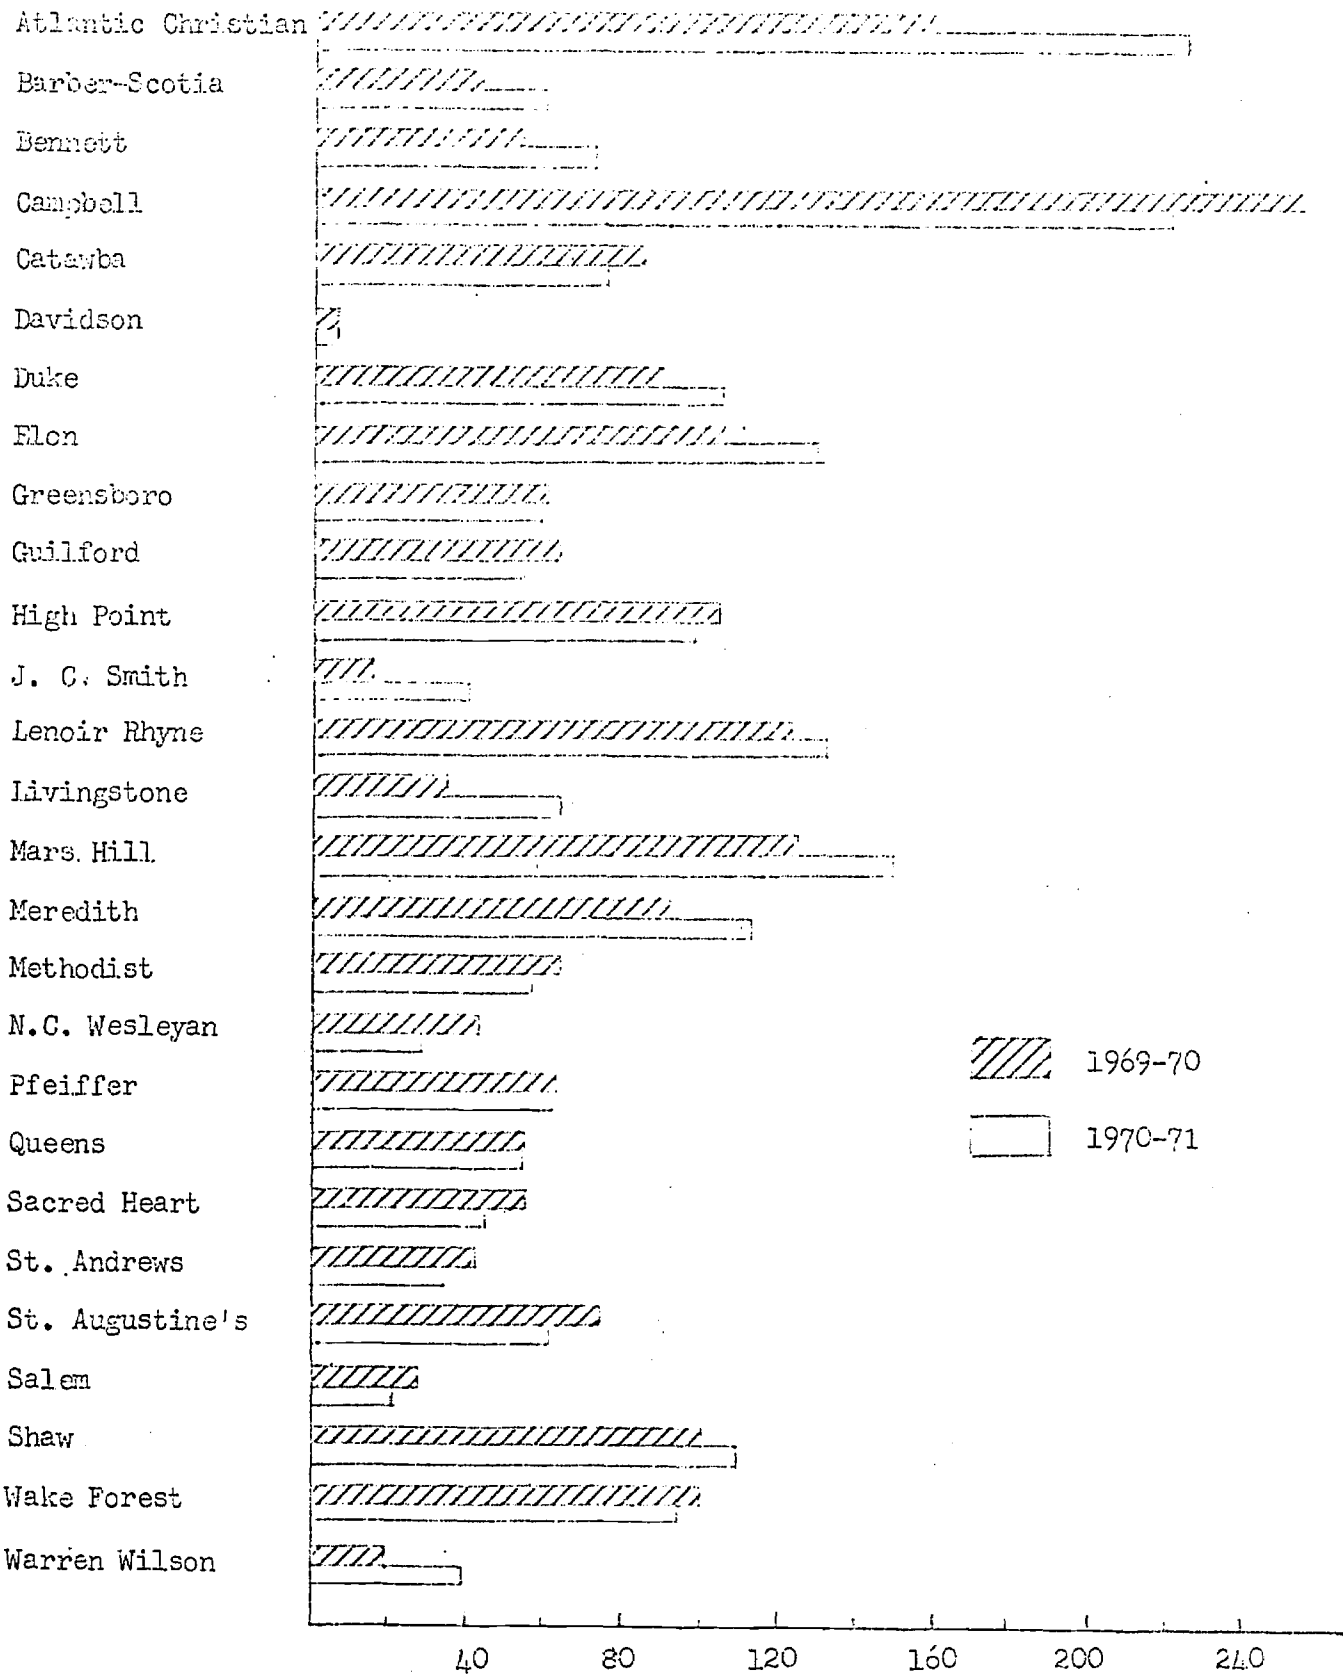 Atlantic Christian
Barber-Scotia
Bennett
Campbell
Catawba
Davidson
Duke
Elon
Greensboro
Guilford
High Point
J. C. Smith
Lenoir Rhyne
Livingstone
Mars Hill
Meredith
Methodist
N.C. Wesleyan
1969-70
Pfeiffer
1970-71
Queens
Sacred Heart
St. Andrews
St. Augustine's
Salem
Shaw
Wake Forest
Warren Wilson
40 80 120 160 200 240